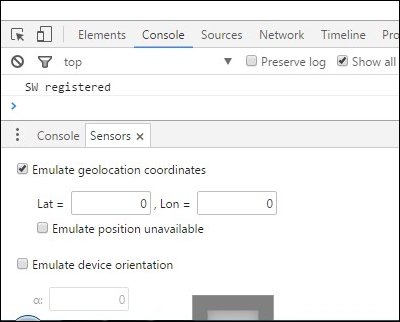 Elements Console Sources Network Timeline Pro
top ▼ Preserve log Show all
SW registered
>
Console Sensors ×
Emulate geolocation coordinates
Lat = 0 , Lon = 0
Emulate position unavailable
Emulate device orientation
α: 0